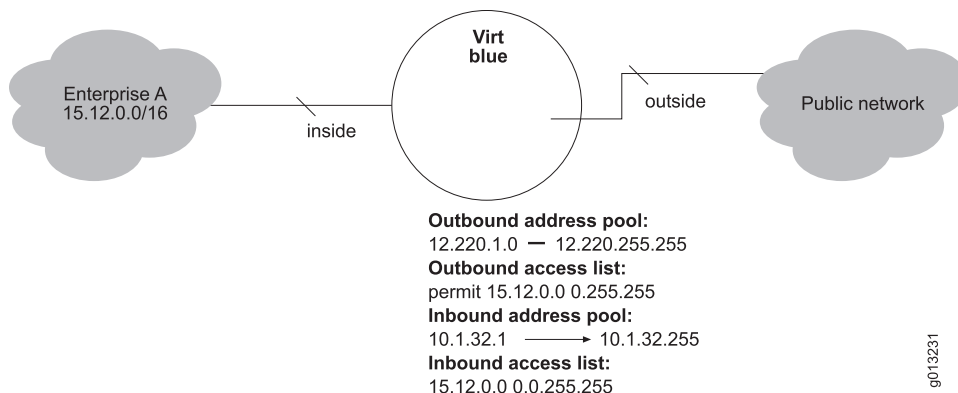 Virt
blue
Enterprise A
15.12.0.0/16
inside
outside
Public network
Outbound address pool:
12.220.1.0 — 12.220.255.255
Outbound access list:
permit 15.12.0.0 0.255.255
Inbound address pool:
10.1.32.1 → 10.1.32.255
Inbound access list:
15.12.0.0 0.0.255.255
g013231